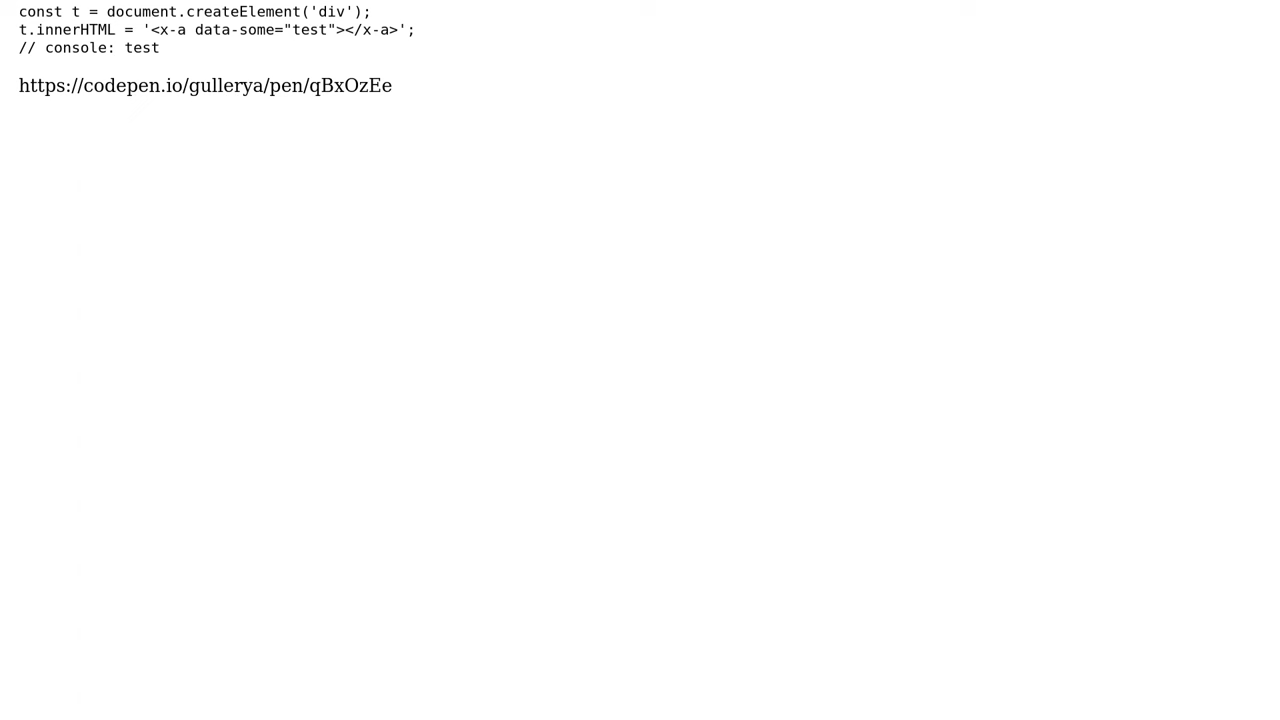 const t = document.createElement('div');
t.innerHTML = '<x-a data-some="test"></x-a>';
// console: test
https://codepen.io/gullerya/pen/qBxOzEe